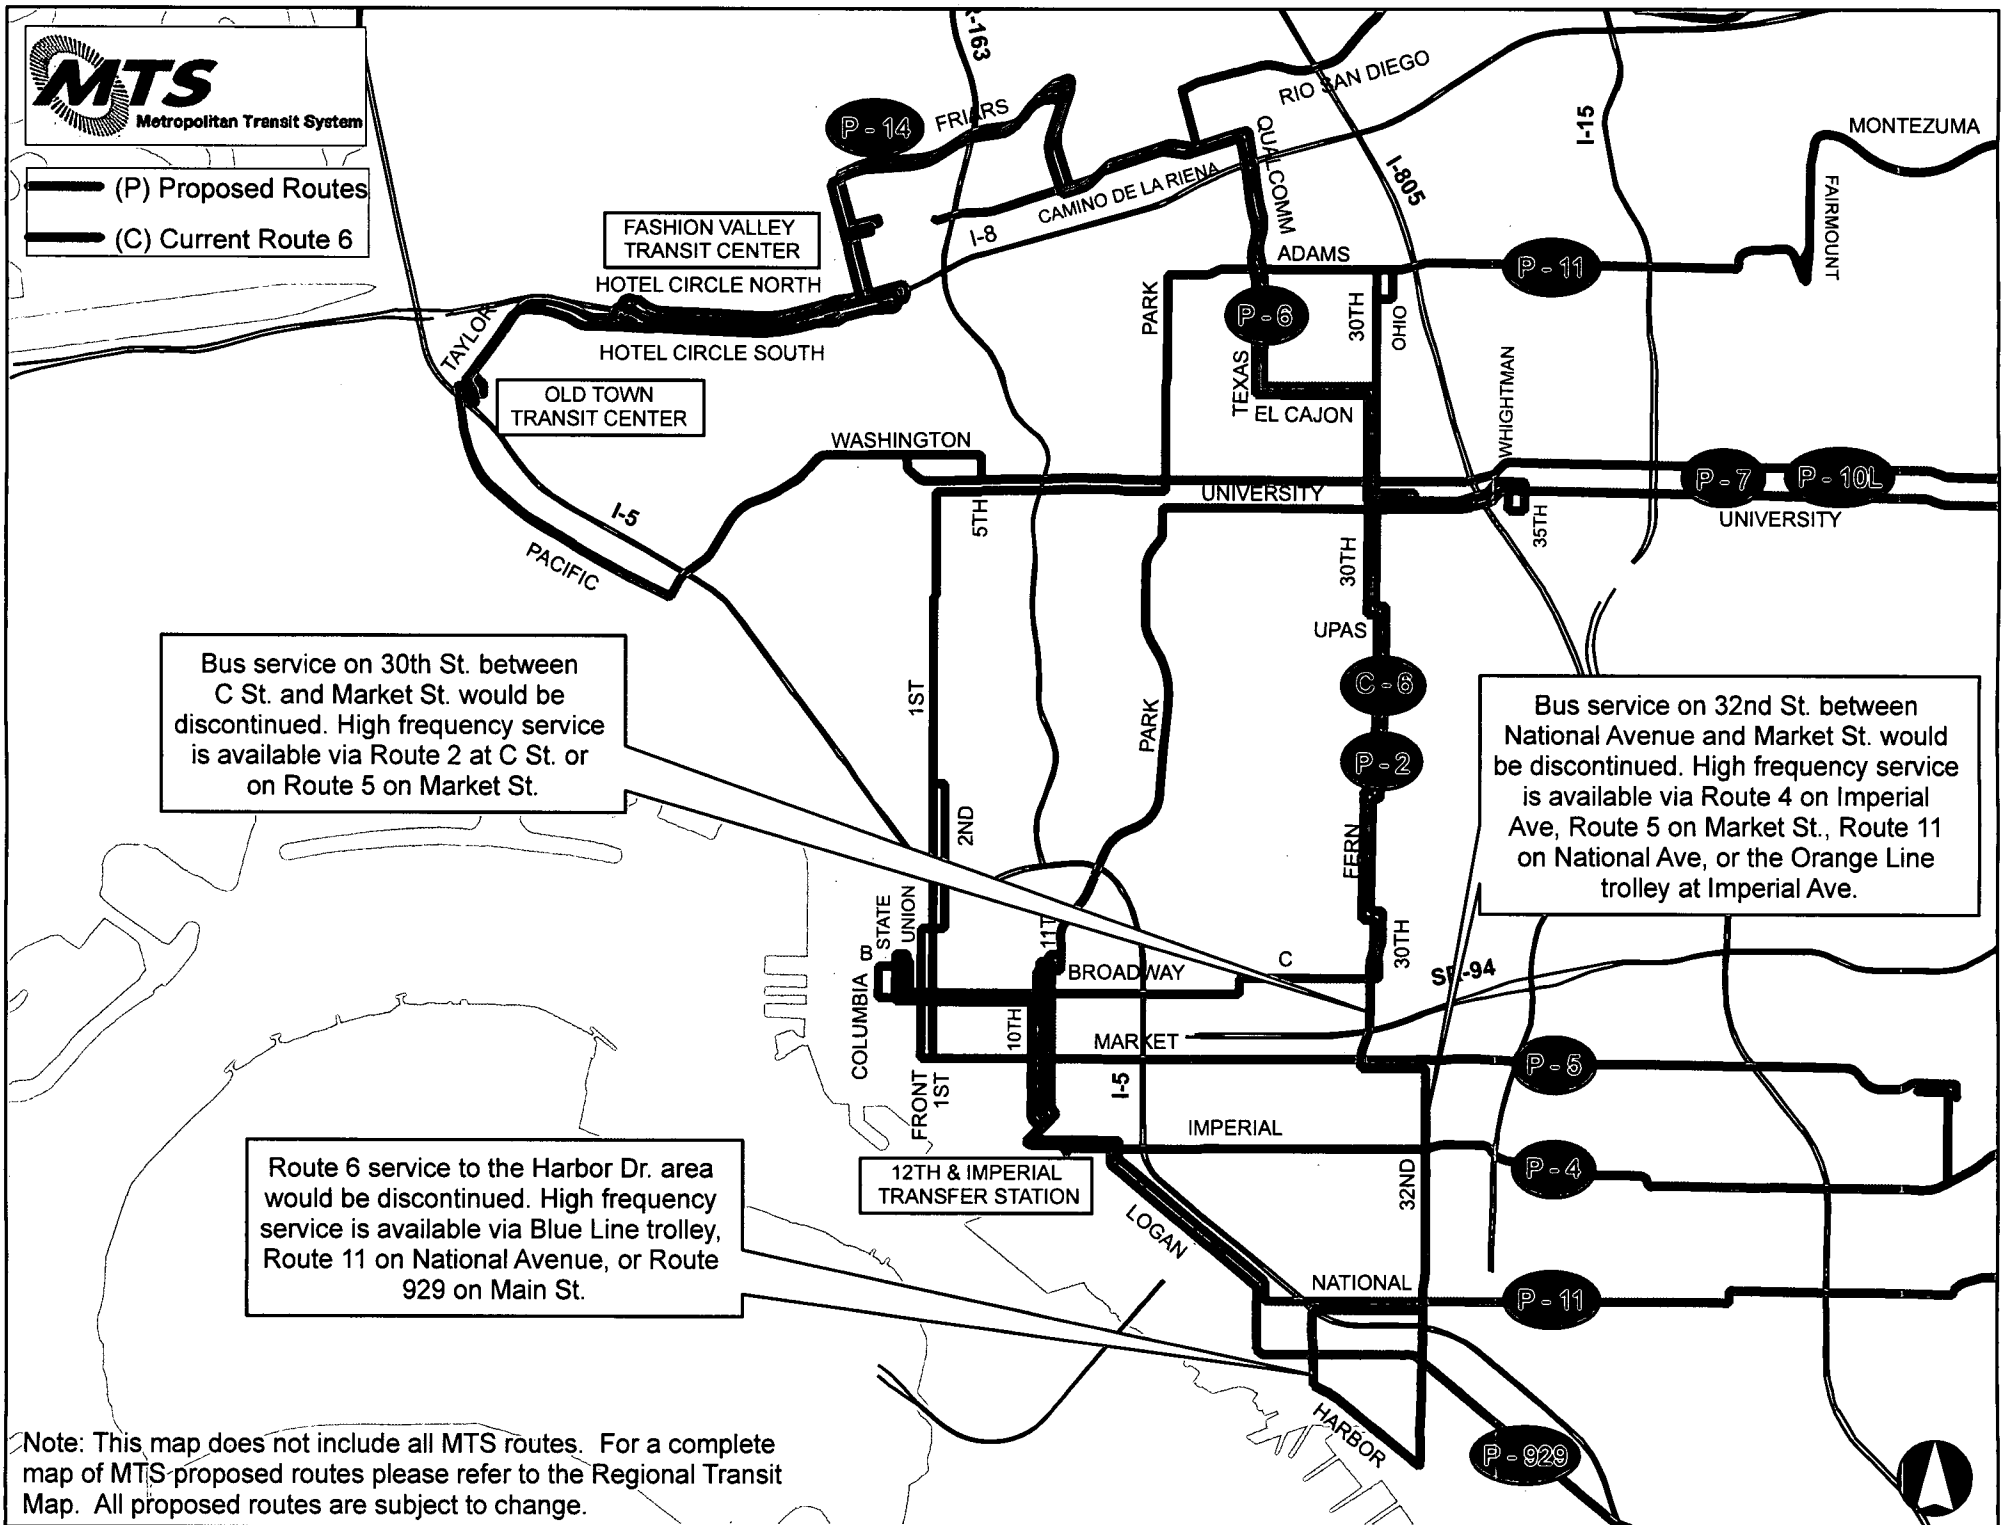 MTS
Metropolitan Transit System
(P) Proposed Routes
(C) Current Route 6
R-163
P - 14
FRIARS
RIO SAN DIEGO
QUALCOMM
I-15
MONTEZUMA
I-805
CAMINO DE LA RIENA
FAIRMOUNT
FASHION VALLEY
TRANSIT CENTER
I-8
ADAMS
P - 11
HOTEL CIRCLE NORTH
PARK
P - 6
30TH
OHIO
TAYLOR
HOTEL CIRCLE SOUTH
TEXAS
WHIGHTMAN
OLD TOWN
TRANSIT CENTER
EL CAJON
WASHINGTON
P - 7
P - 10L
UNIVERSITY
UNIVERSITY
I-5
5TH
35TH
PACIFIC
30TH
UPAS
Bus service on 30th St. between
C St. and Market St. would be
discontinued. High frequency service
is available via Route 2 at C St. or
on Route 5 on Market St.
1ST
PARK
C - 6
P - 2
Bus service on 32nd St. between
National Avenue and Market St. would
be discontinued. High frequency service
is available via Route 4 on Imperial
Ave, Route 5 on Market St., Route 11
on National Ave, or the Orange Line
trolley at Imperial Ave.
2ND
FERN
STATE
UNION
11T
30TH
B
BROADWAY
C
SR-94
COLUMBIA
10TH
MARKET
P - 5
I-5
FRONT
1ST
IMPERIAL
P - 4
12TH & IMPERIAL
TRANSFER STATION
32ND
LOGAN
Route 6 service to the Harbor Dr. area
would be discontinued. High frequency
service is available via Blue Line trolley,
Route 11 on National Avenue, or Route
929 on Main St.
NATIONAL
P - 11
HARBOR
P - 929
Note: This map does not include all MTS routes. For a complete
map of MTS proposed routes please refer to the Regional Transit
Map. All proposed routes are subject to change.